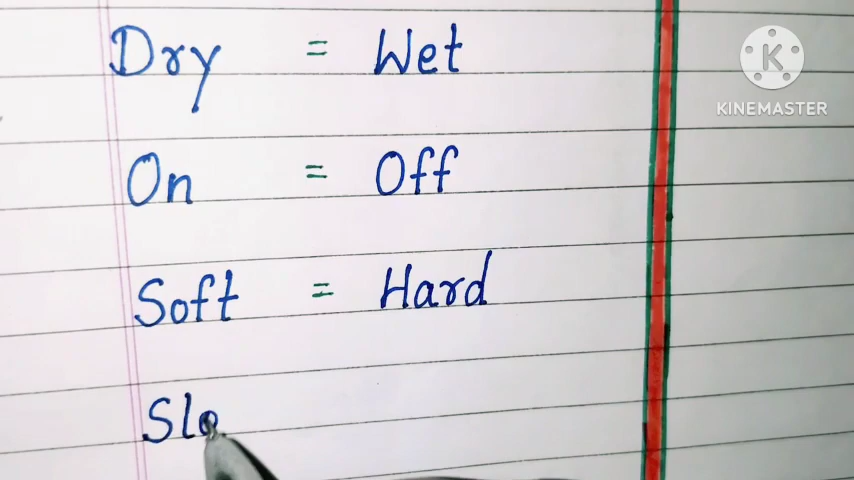 Dry = Wet
K
KINEMASTER
On = Off
Soft = Hard
Slo